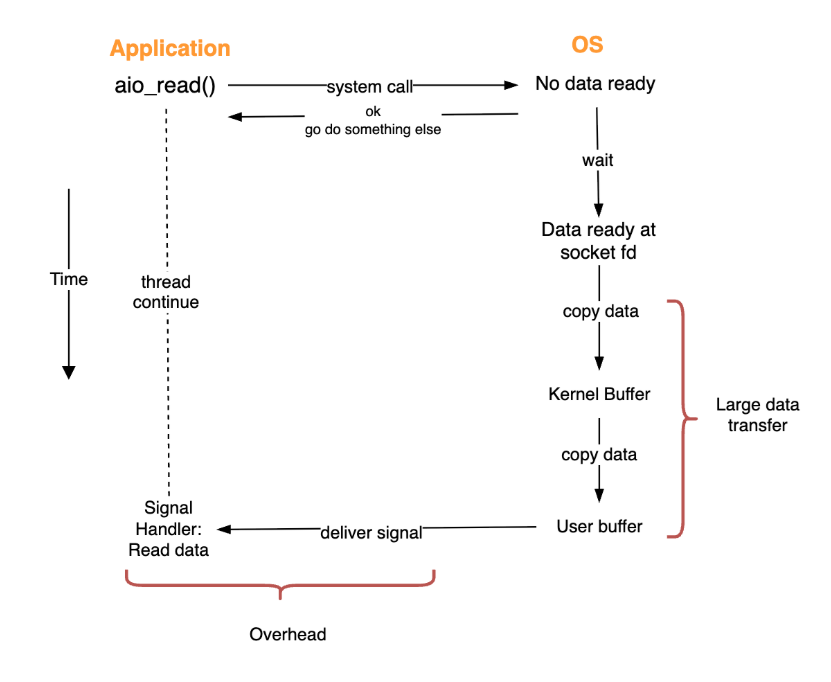 Application
OS
aio_read()
system call
No data ready
ok
go do something else
wait
Data ready at
socket fd
Time
thread
continue
copy data
Kernel Buffer
Large data
transfer
copy data
Signal
Handler:
Read data
deliver signal
User buffer
Overhead